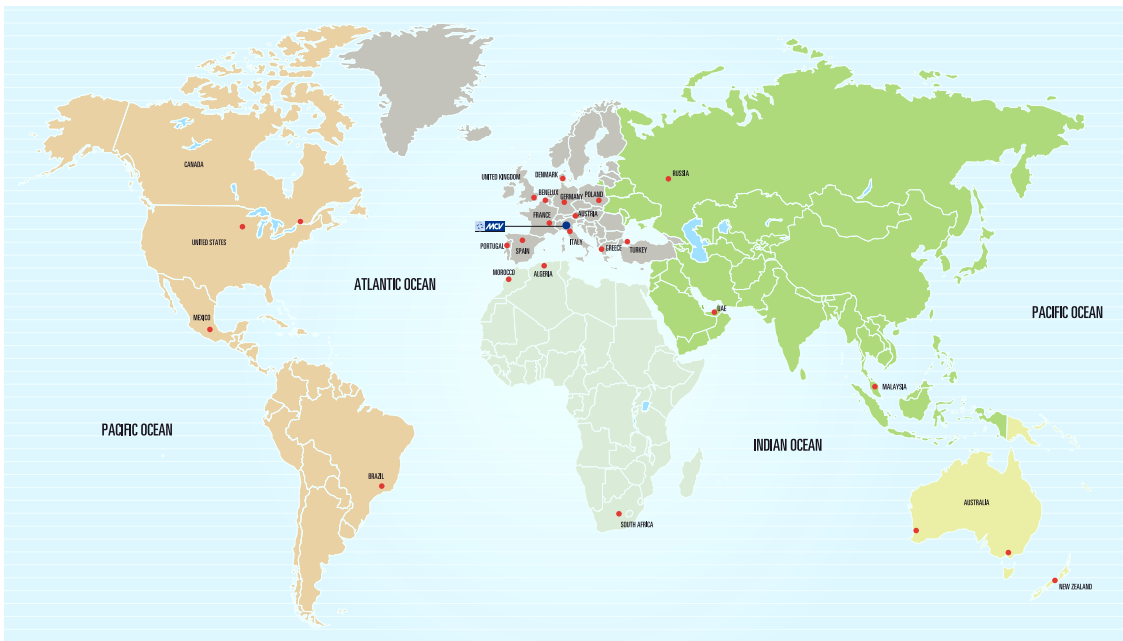 CANADA
RUSSIA
DENMARK
UNITED KINGDOM
BENELUX
GERMANY
POLAND
FRANCE
AUSTRIA
MCV
UNITED STATES
ITALY
PORTUGAL
SPAIN
GREECE
TURKEY
MOROCCO
ALGERIA
ATLANTIC OCEAN
UAE
PACIFIC OCEAN
MEXICO
MALAYSIA
PACIFIC OCEAN
INDIAN OCEAN
BRAZIL
AUSTRALIA
SOUTH AFRICA
NEW ZEALAND